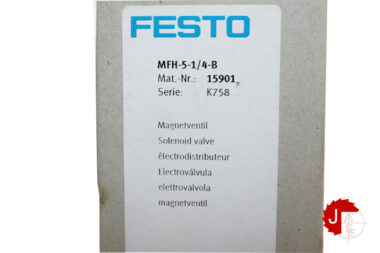 FESTO
MFH-5-1/4-B
Mat.-Nr.: 15901
Serie: K758
Magnetventil
Solenoid valve
électrodistributeur
Electroválvula
elettrovalvola
magnetventil
J